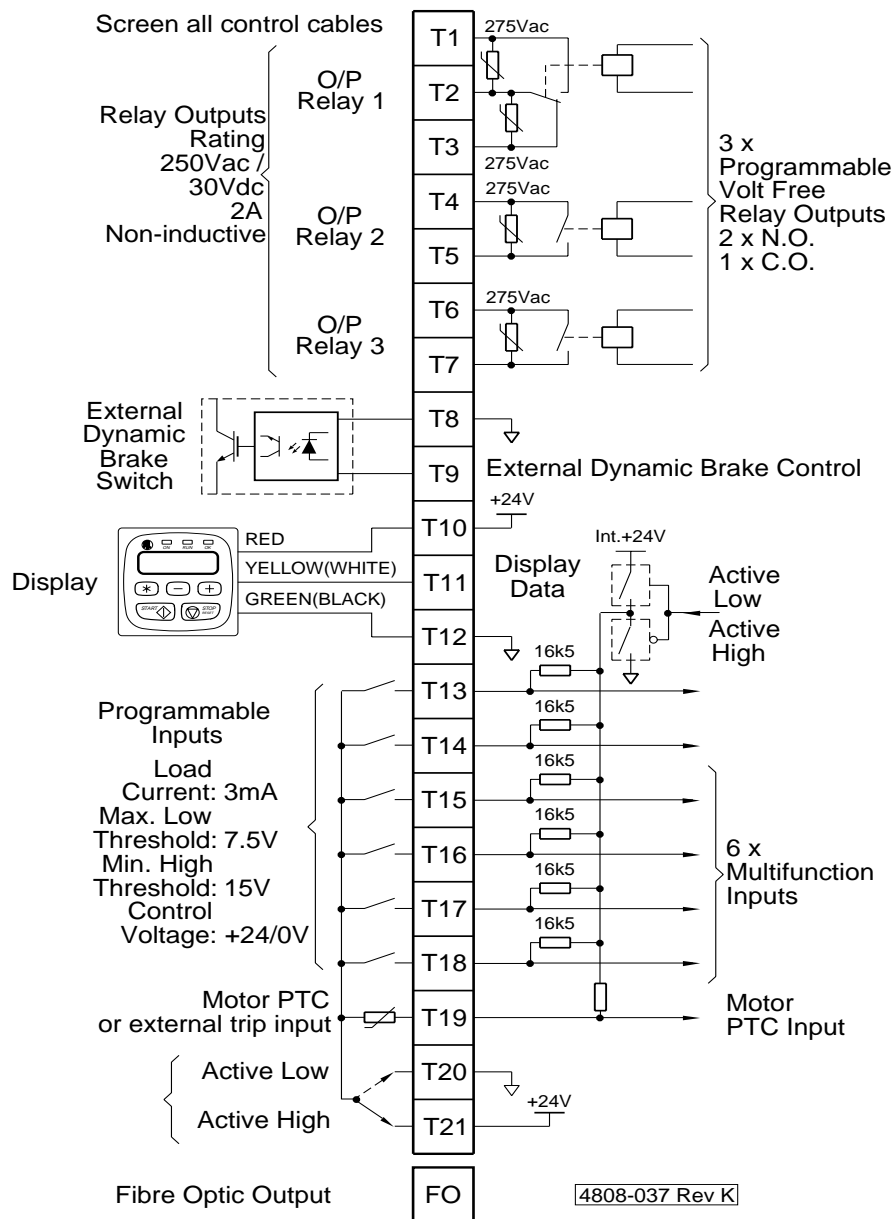 Screen all control cables
T1
275Vac
O/P
Relay 1
T2
Relay Outputs
Rating
250Vac /
30Vdc
2A
Non-inductive
T3
275Vac
3 x
Programmable
Volt Free
Relay Outputs
2 x N.O.
1 x C.O.
T4
275Vac
O/P
Relay 2
T5
T6
275Vac
O/P
Relay 3
T7
External
Dynamic
Brake
Switch
T8
T9
External Dynamic Brake Control
+24V
Display
ON RUN OK
* − +
START
STOP
RESET
RED
T10
YELLOW(WHITE)
T11
GREEN(BLACK)
T12
Display
Data
Int.+24V
Active
Low
Active
High
Programmable
Inputs
Load
Current: 3mA
Max. Low
Threshold: 7.5V
Min. High
Threshold: 15V
Control
Voltage: +24/0V
T13
16k5
T14
16k5
T15
16k5
T16
16k5
T17
16k5
T18
16k5
6 x
Multifunction
Inputs
Motor PTC
or external trip input
T19
Motor
PTC Input
Active Low
T20
Active High
T21
+24V
Fibre Optic Output
FO
4808-037 Rev K